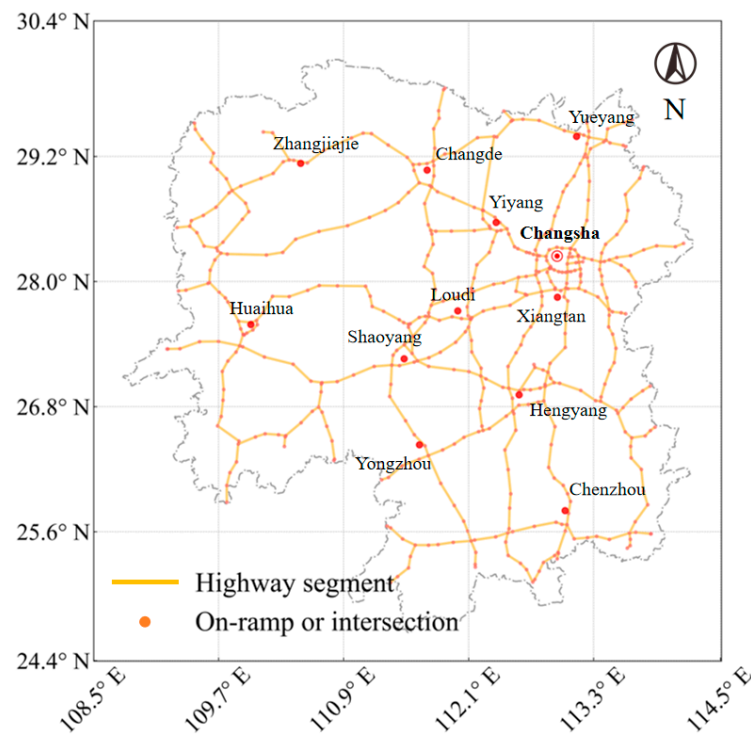 30.4° N
N
Yueyang
Zhangjiajie
Changde
29.2° N
Yiyang
Changsha
28.0° N
Loudi
Huaihua
Xiangtan
Shaoyang
26.8° N
Hengyang
Yongzhou
Chenzhou
25.6° N
Highway segment
On-ramp or intersection
24.4° N
108.5° E
109.7° E
110.9° E
112.1° E
113.3° E
114.5° E